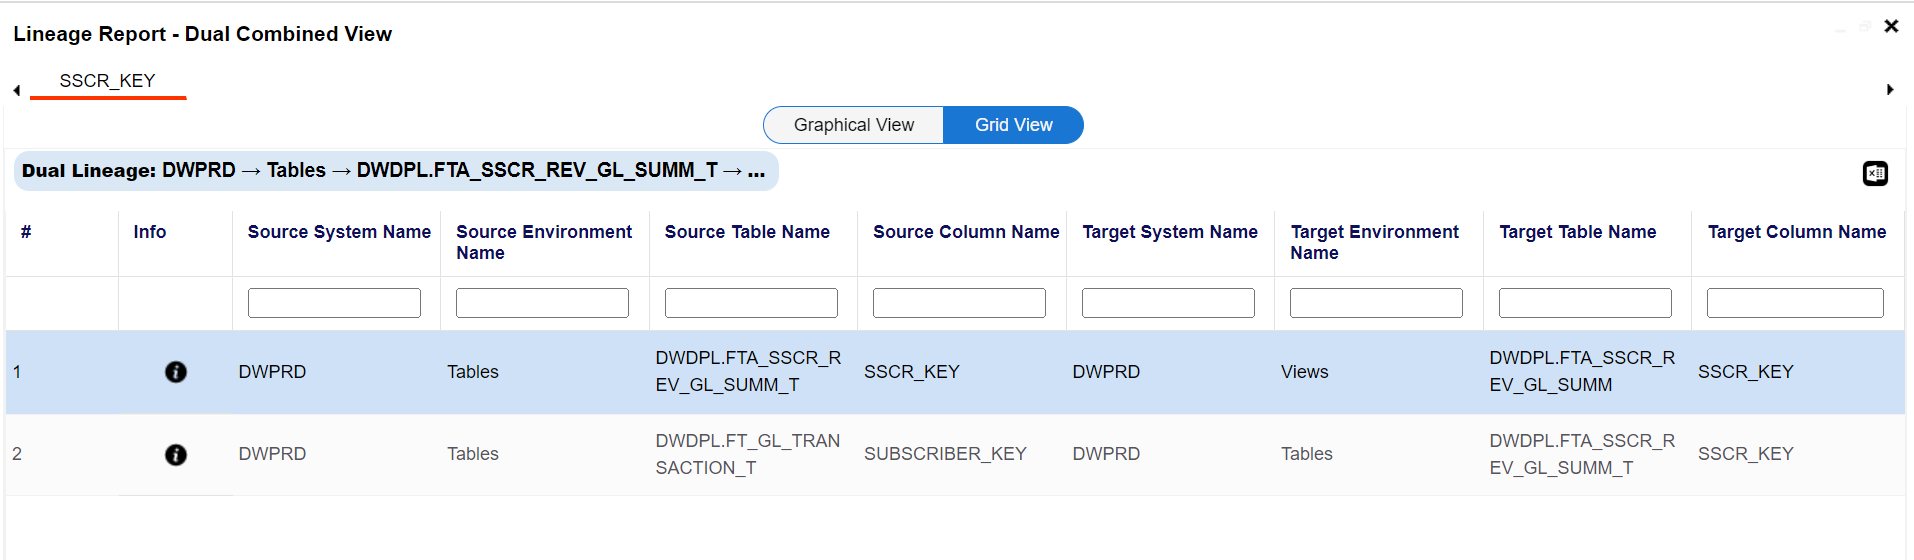 Lineage Report - Dual Combined View
SSCR_KEY
Graphical View Grid View
Dual Lineage: DWPRD → Tables → DWDPL.FTA_SSCR_REV_GL_SUMM_T → ...
# Info Source System Name Source Environment Name Source Table Name Source Column Name Target System Name Target Environment Name Target Table Name Target Column Name
1 DWPRD Tables DWDPL.FTA_SSCR_R
EV_GL_SUMM_T SSCR_KEY DWPRD Views DWDPL.FTA_SSCR_R
EV_GL_SUMM SSCR_KEY
2 DWPRD Tables DWDPL.FT_GL_TRAN
SACTION_T SUBSCRIBER_KEY DWPRD Tables DWDPL.FTA_SSCR_R
EV_GL_SUMM_T SSCR_KEY